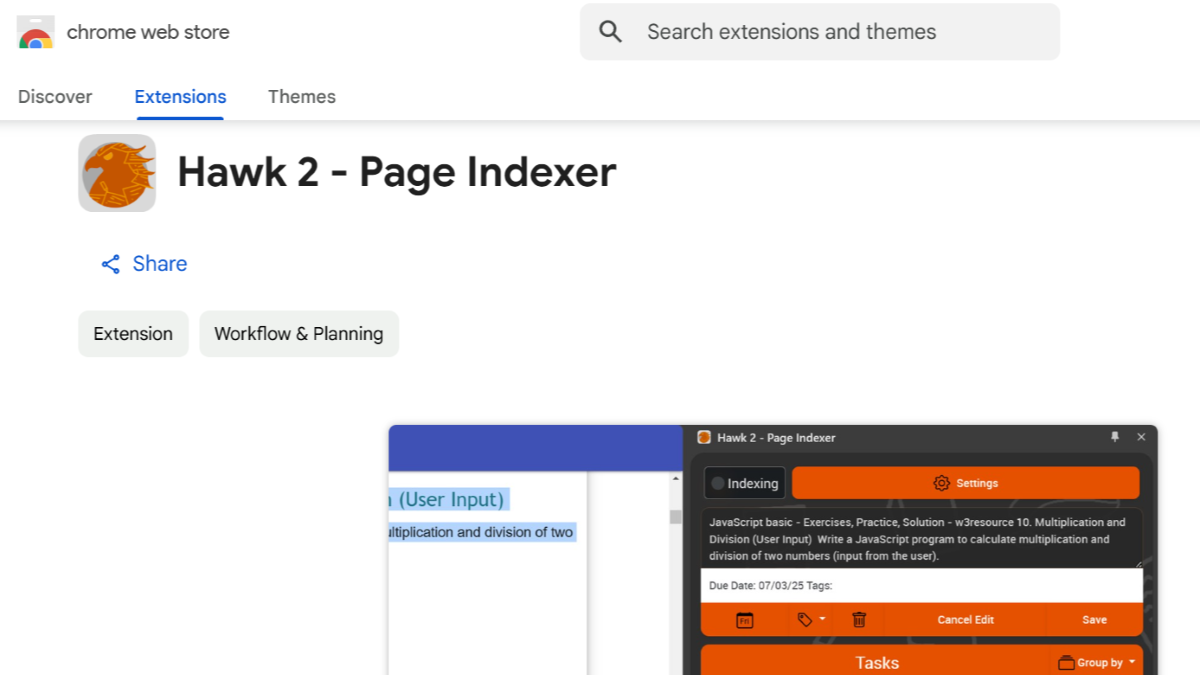 chrome web store
Search extensions and themes
Discover
Extensions
Themes
Hawk 2 - Page Indexer
Share
Extension
Workflow & Planning
(User Input)
ultiplication and division of two
Hawk 2 - Page Indexer
Indexing
Settings
JavaScript basic - Exercises, Practice, Solution - w3resource 10. Multiplication and
Division (User Input) Write a JavaScript program to calculate multiplication and
division of two numbers (input from the user).
Due Date: 07/03/25 Tags:
Fri
Cancel Edit
Save
Tasks
Group by